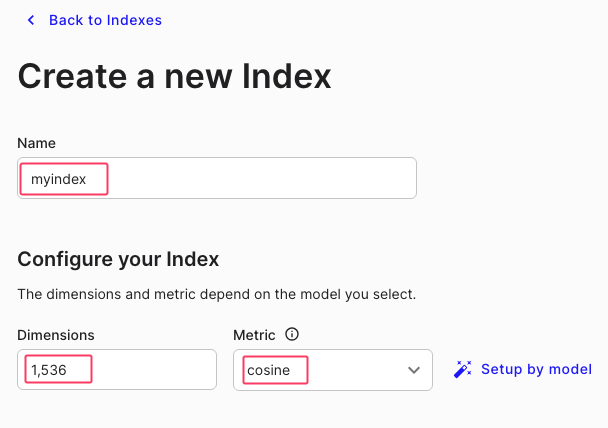 Back to Indexes
Create a new Index
Name
myindex
Configure your Index
The dimensions and metric depend on the model you select.
Dimensions
Metric
1,536
cosine
Setup by model